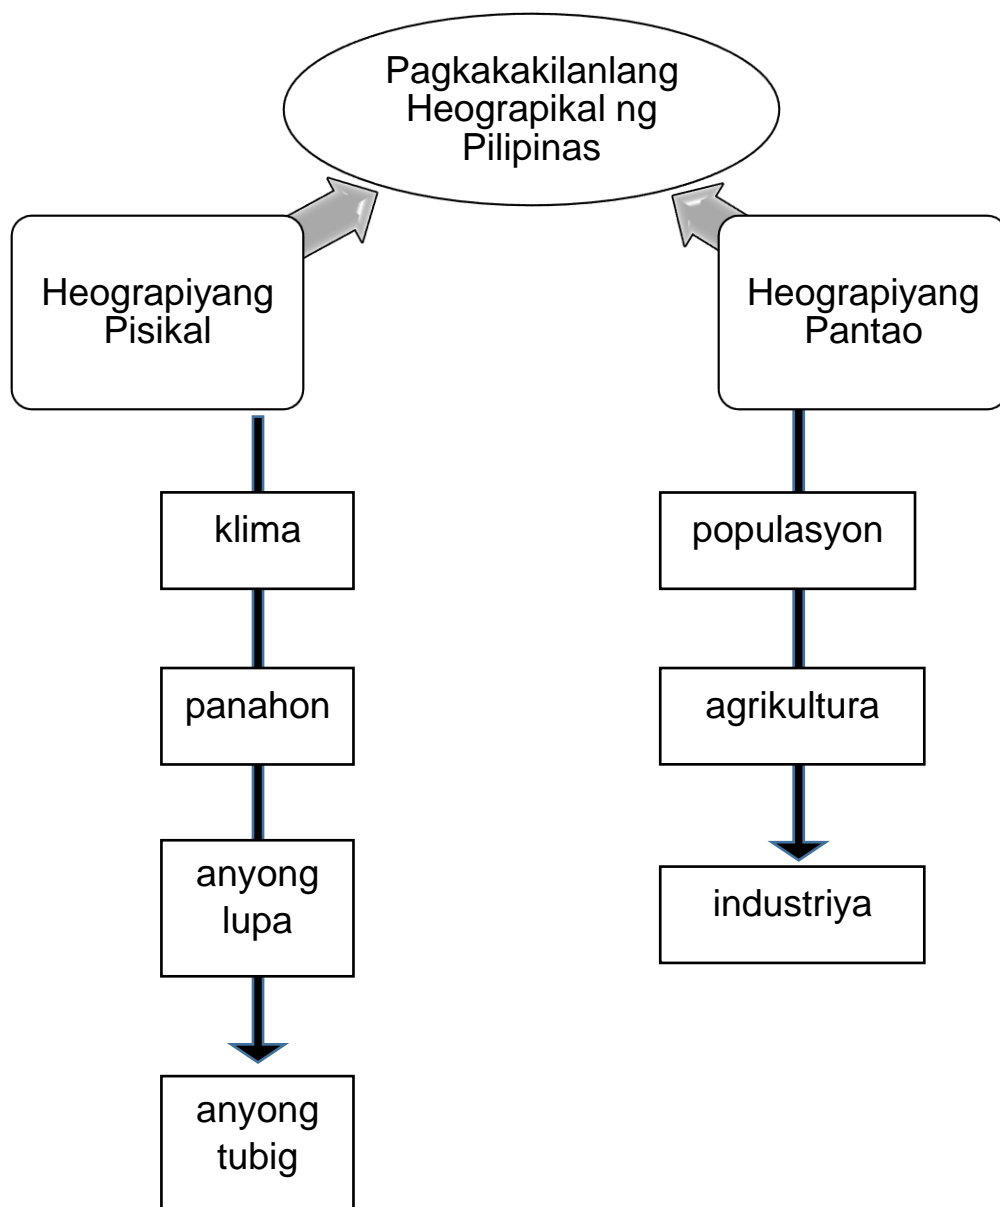 Pagkakakilanlang
Heograpikal ng
Pilipinas
Heograpiyang
Pisikal
Heograpiyang
Pantao
klima
populasyon
panahon
agrikultura
anyong
lupa
industriya
anyong
tubig